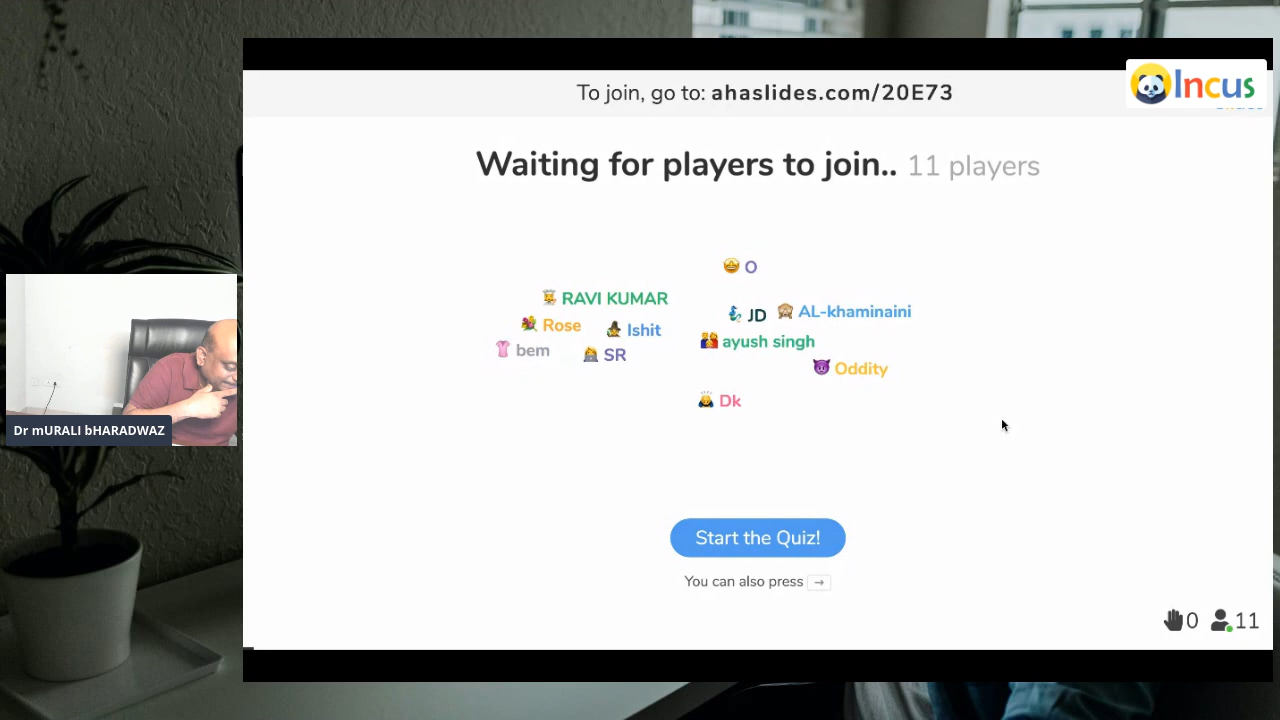 To join, go to: ahaslides.com/20E73
Incus
Waiting for players to join.. 11 players
O
RAVI KUMAR
JD
AL-khaminaini
Rose
Ishit
ayush singh
bem
SR
Oddity
Dk
Dr mURALI bHARADWAZ
Start the Quiz!
You can also press →
0
11